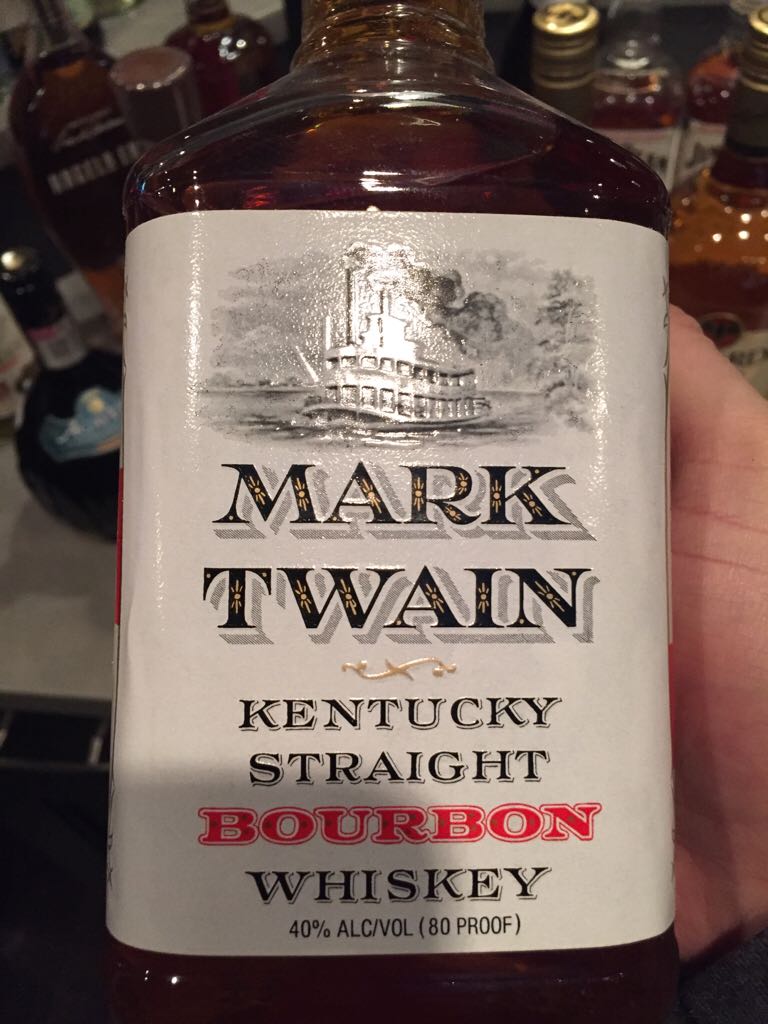 MARK
TWAIN
KENTUCKY
STRAIGHT
BOURBON
WHISKEY
40% ALC/VOL (80 PROOF)